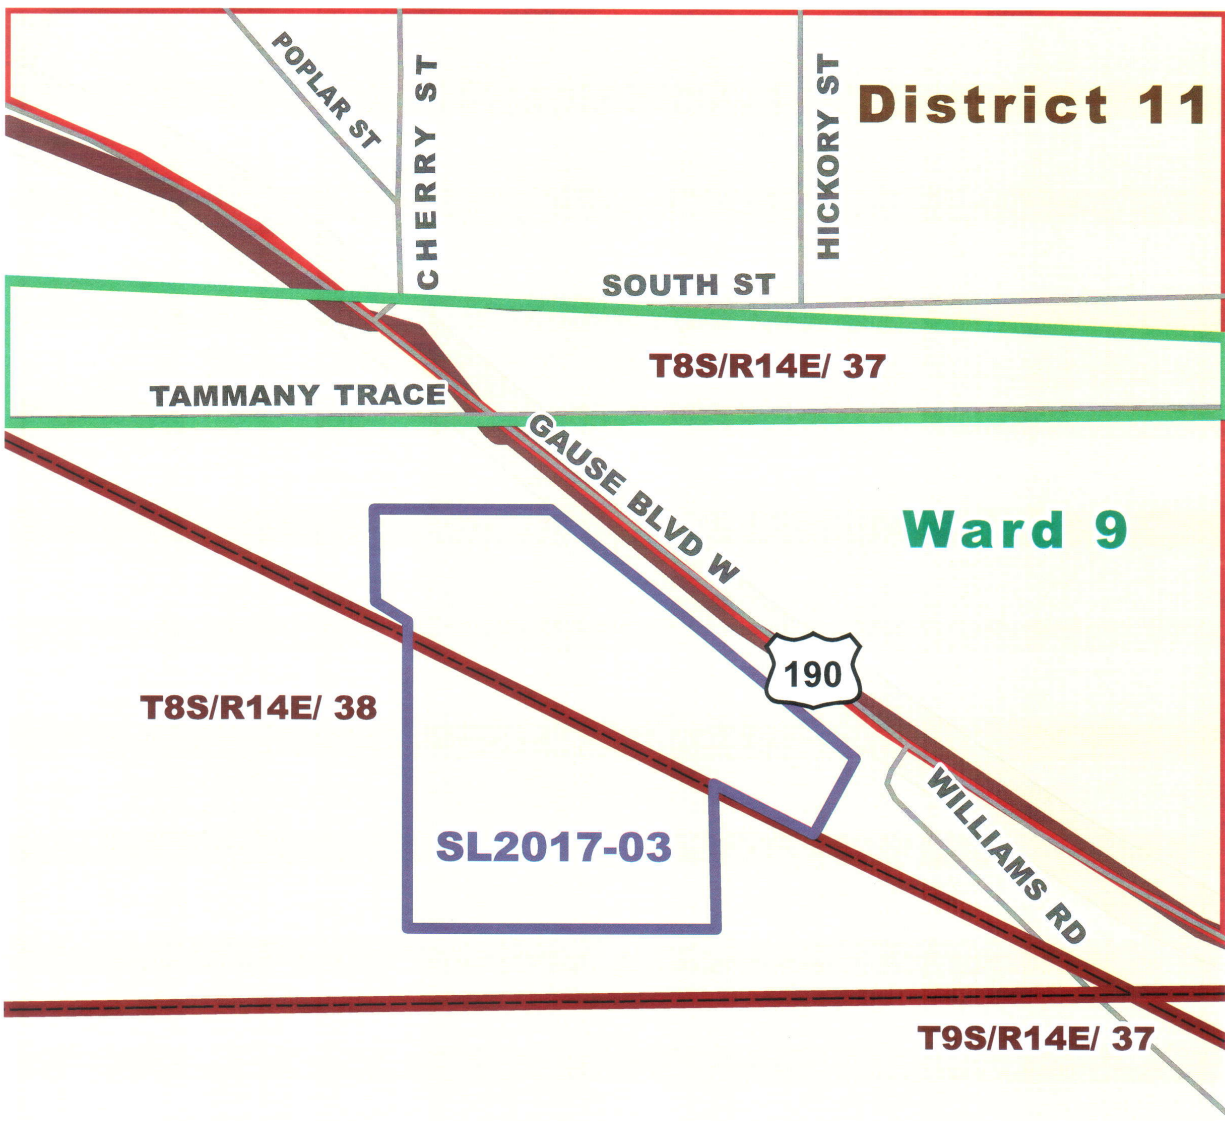 POPLAR ST
CHERRY ST
HICKORY ST
District 11
SOUTH ST
T8S/R14E/ 37
TAMMANY TRACE
GAUSE BLVD W
Ward 9
190
T8S/R14E/ 38
SL2017-03
WILLIAMS RD
T9S/R14E/ 37